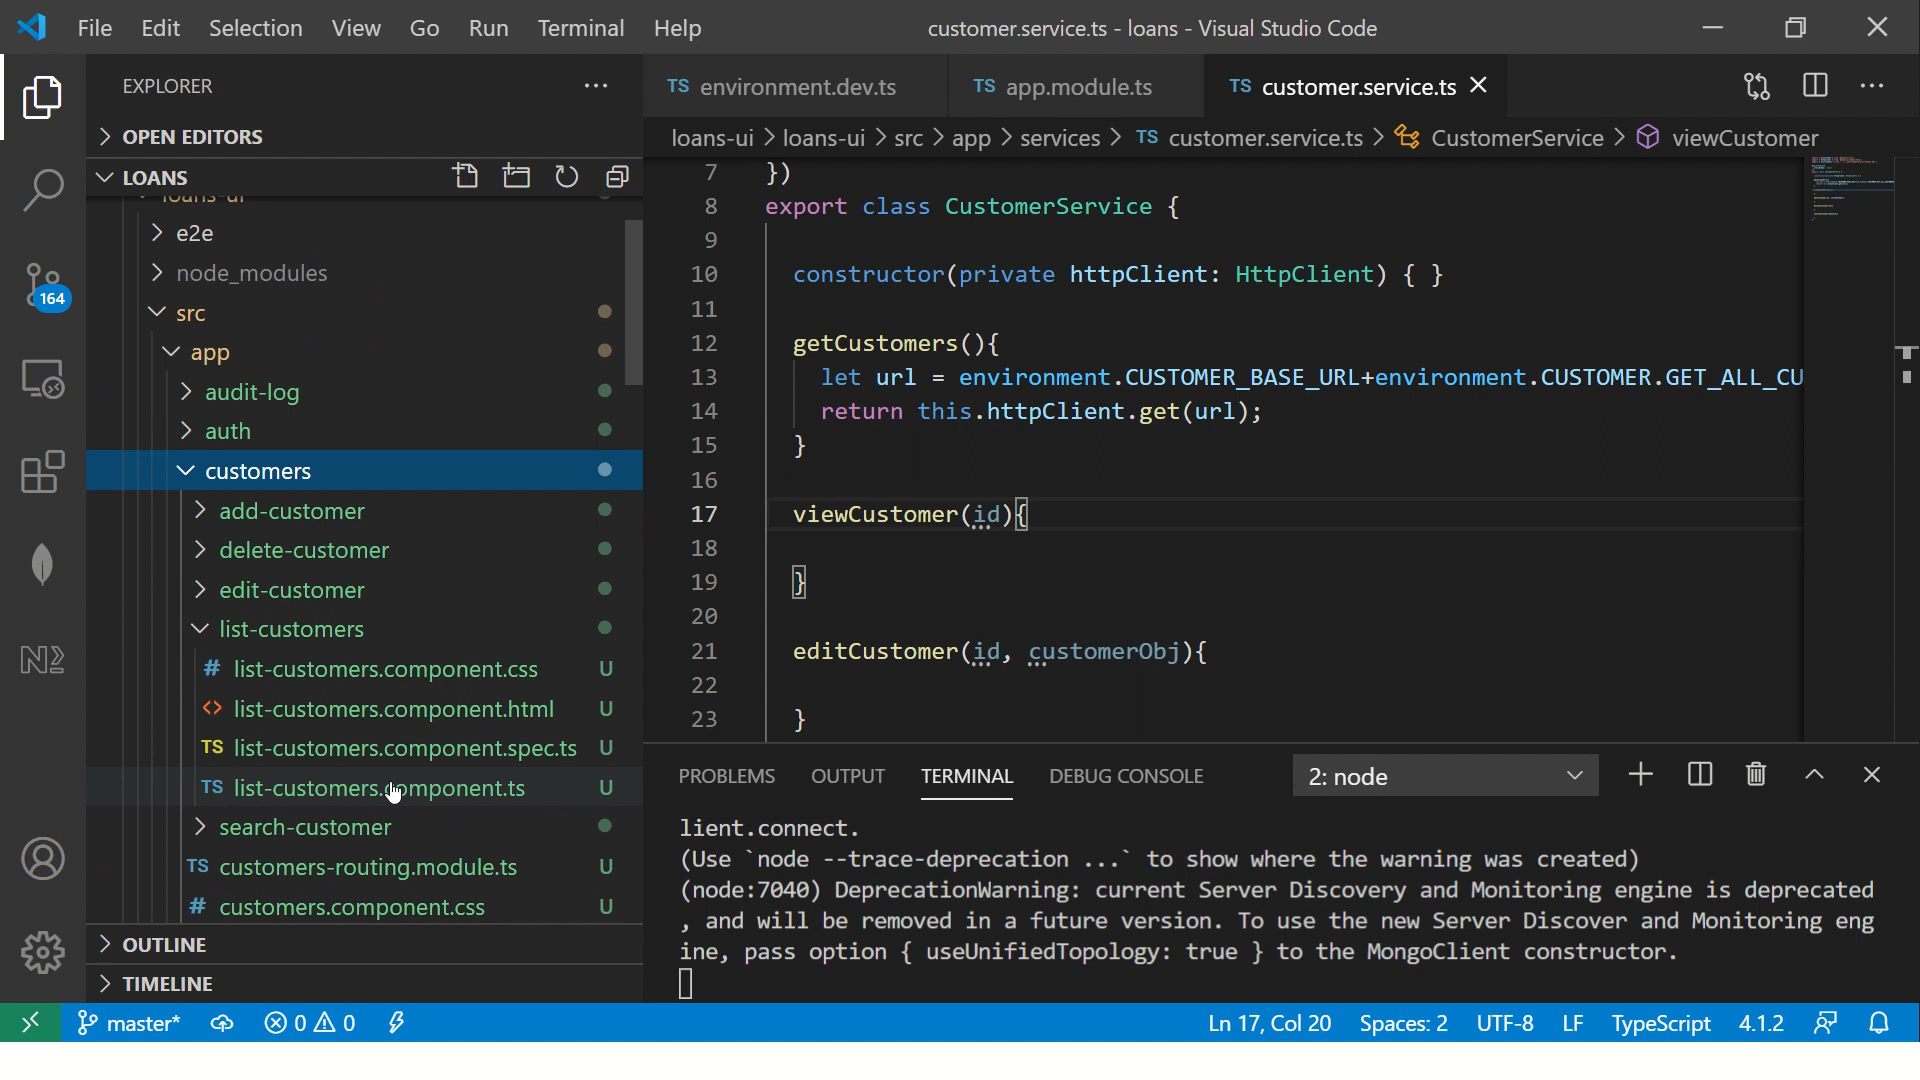 File Edit Selection View Go Run Terminal Help
customer.service.ts - loans - Visual Studio Code
EXPLORER
OPEN EDITORS
LOANS
loans-ui
e2e
node_modules
src
app
audit-log
auth
customers
add-customer
delete-customer
edit-customer
list-customers
# list-customers.component.css U
<> list-customers.component.html U
TS list-customers.component.spec.ts U
TS list-customers.component.ts U
search-customer
TS customers-routing.module.ts U
# customers.component.css U
OUTLINE
TIMELINE
164
TS environment.dev.ts TS app.module.ts TS customer.service.ts
loans-ui > loans-ui > src > app > services > TS customer.service.ts > CustomerService > viewCustomer
7 })
8 export class CustomerService {
9
10 constructor(private httpClient: HttpClient) { }
11
12 getCustomers(){
13 let url = environment.CUSTOMER_BASE_URL+environment.CUSTOMER.GET_ALL_CU
14 return this.httpClient.get(url);
15 }
16
17 viewCustomer(id){
18
19 }
20
21 editCustomer(id, customerObj){
22
23 }
PROBLEMS OUTPUT TERMINAL DEBUG CONSOLE 2: node
lient.connect.
(Use `node --trace-deprecation ...` to show where the warning was created)
(node:7040) DeprecationWarning: current Server Discovery and Monitoring engine is deprecated
, and will be removed in a future version. To use the new Server Discover and Monitoring eng
ine, pass option { useUnifiedTopology: true } to the MongoClient constructor.
master* 0 0 Ln 17, Col 20 Spaces: 2 UTF-8 LF TypeScript 4.1.2